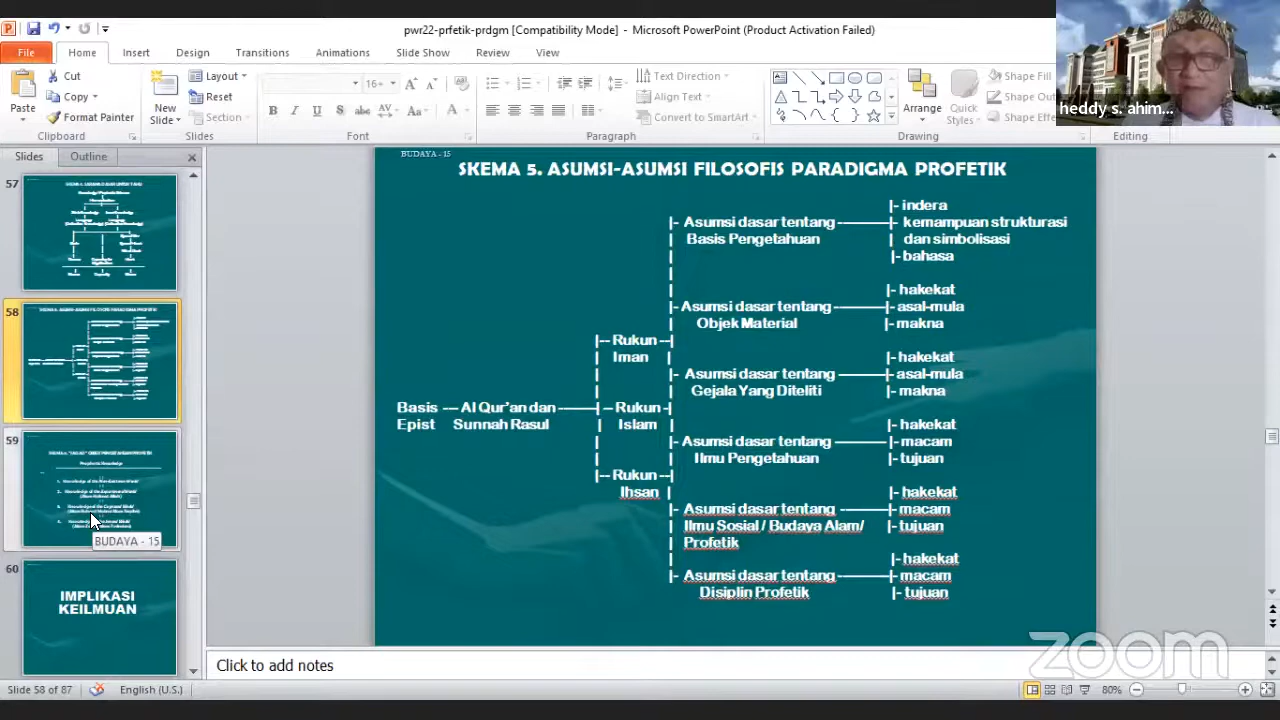 pwr22-prfetik-prdgm [Compatibility Mode] - Microsoft PowerPoint (Product Activation Failed)
File Home Insert Design Transitions Animations Slide Show Review View
Paste
Cut
Copy
Format Painter
Clipboard
New Slide
Layout
Reset
Section
Slides
16
Font
Text Direction
Align Text
Convert to SmartArt
Paragraph
Arrange
Quick Styles
Shape Fill
Shape Out
Shape Effe
Drawing
Editing
heddy s. ahim...
Slides Outline
57
58
59
BUDAYA - 15
60
IMPLIKASI
KEILMUAN
BUDAYA - 15
SKEMA 5. ASUMSI-ASUMSI FILOSOFIS PARADIGMA PROFETIK
|- indera
|- Asumsi dasar tentang ———|- kemampuan strukturasi
Basis Pengetahuan | dan simbolisasi
|- bahasa
|- hakekat
|- Asumsi dasar tentang ———|- asal-mula
Objek Material |- makna
|-- Rukun --|
Iman
|- hakekat
|- Asumsi dasar tentang ———|- asal-mula
Gejala Yang Diteliti |- makna
Basis --- Al Qur'an dan ———|-- Rukun -|
Epist Sunnah Rasul Islam
|- hakekat
|- Asumsi dasar tentang ———|- macam
Ilmu Pengetahuan |- tujuan
|-- Rukun --|
Ihsan
|- hakekat
|- Asumsi dasar tentang ———|- macam
Ilmu Sosial / Budaya Alam/ |- tujuan
Profetik
|- hakekat
|- Asumsi dasar tentang ———|- macam
Disiplin Profetik |- tujuan
zoom
Click to add notes
Slide 58 of 87 English (U.S.) 80%